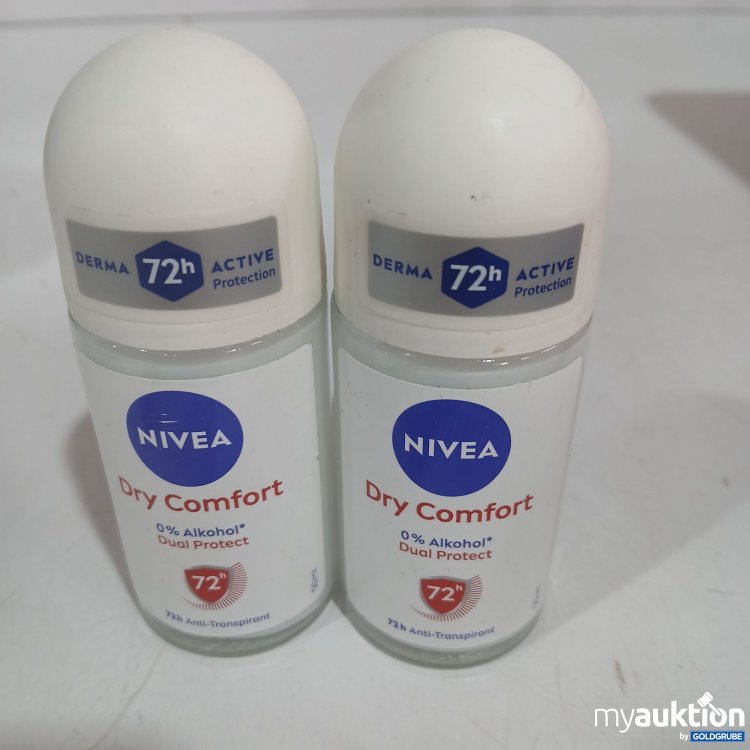 DERMA 72h ACTIVE
Protection
NIVEA
Dry Comfort
0% Alkohol*
Dual Protect
72h
72h Anti-Transpirant
50ml
DERMA 72h ACTIVE
Protection
NIVEA
Dry Comfort
0% Alkohol*
Dual Protect
72h
72h Anti-Transpirant
myauktion
by GOLDGRUBE